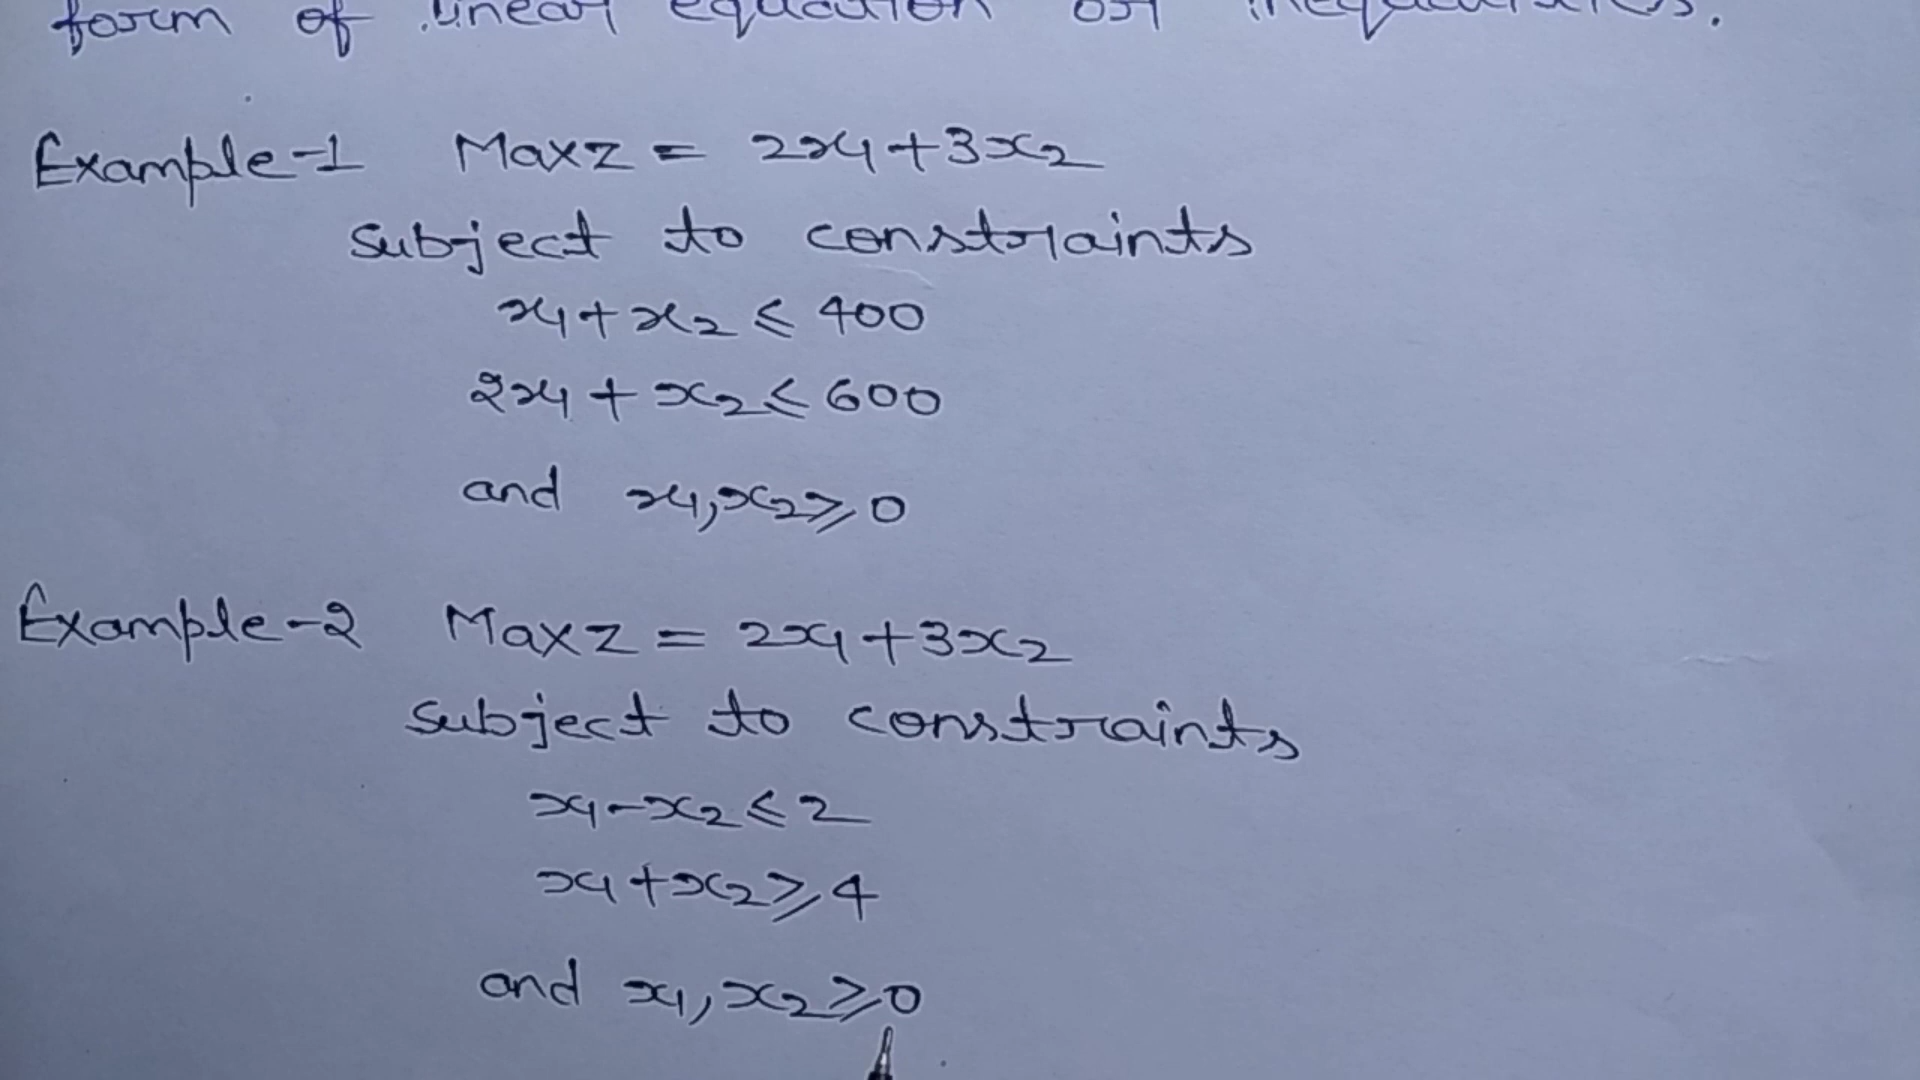 form of linear equation or inequalities.
Example-1 Max z = 2x₁+3x₂
subject to constraints
x₁+x₂ ≤ 400
2x₁+x₂ ≤ 600
and x₁,x₂ ≥ 0
Example-2 Max z = 2x₁+3x₂
subject to constraints
x₁-x₂ ≤ 2
x₁+x₂ ≥ 4
and x₁, x₂ ≥ 0